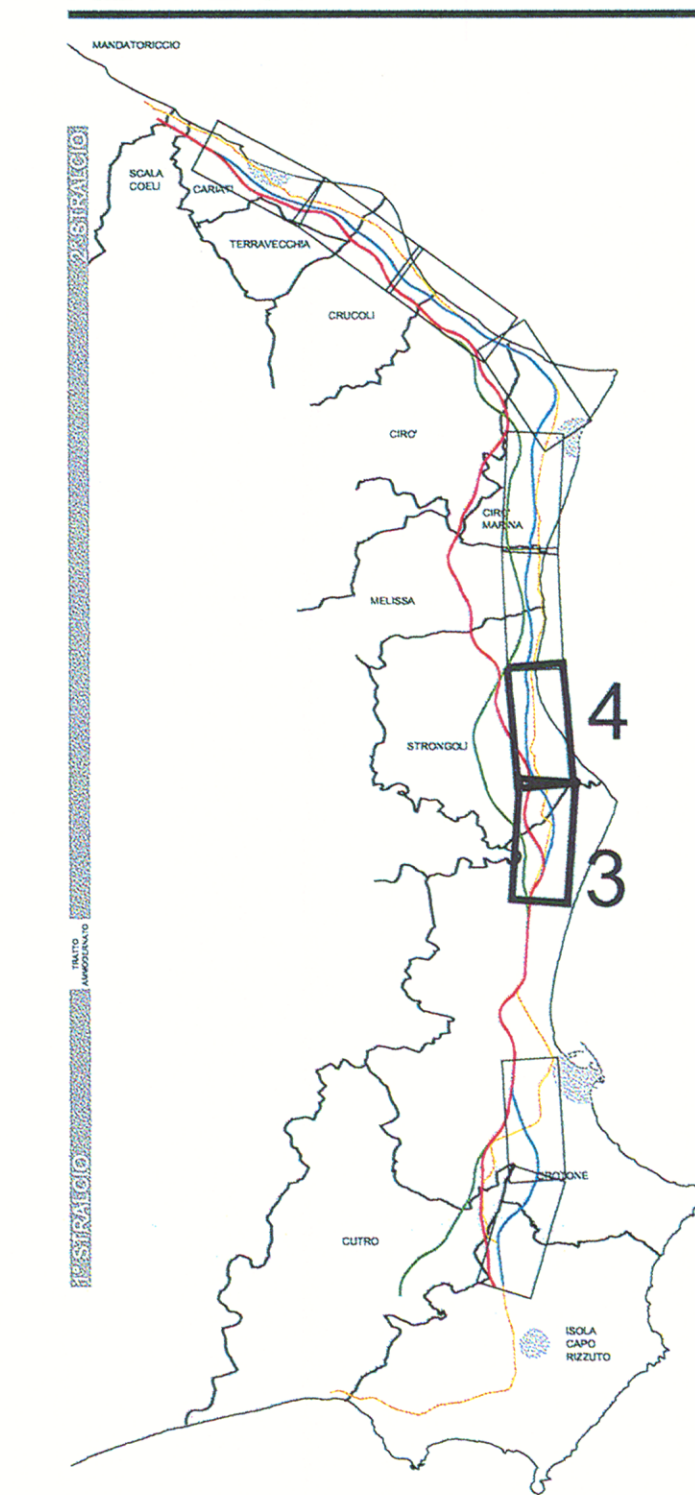 MANDATORICCIO
2° STRALCIO
SCALA
COELI
CARIATI
TERRAVECCHIA
CRUCOLI
CIRO'
CIRO'
MARINA
MELISSA
4
STRONGOLI
3
TRATTO
AMMODERNATO
1° STRALCIO
CROTONE
CUTRO
ISOLA
CAPO
RIZZUTO